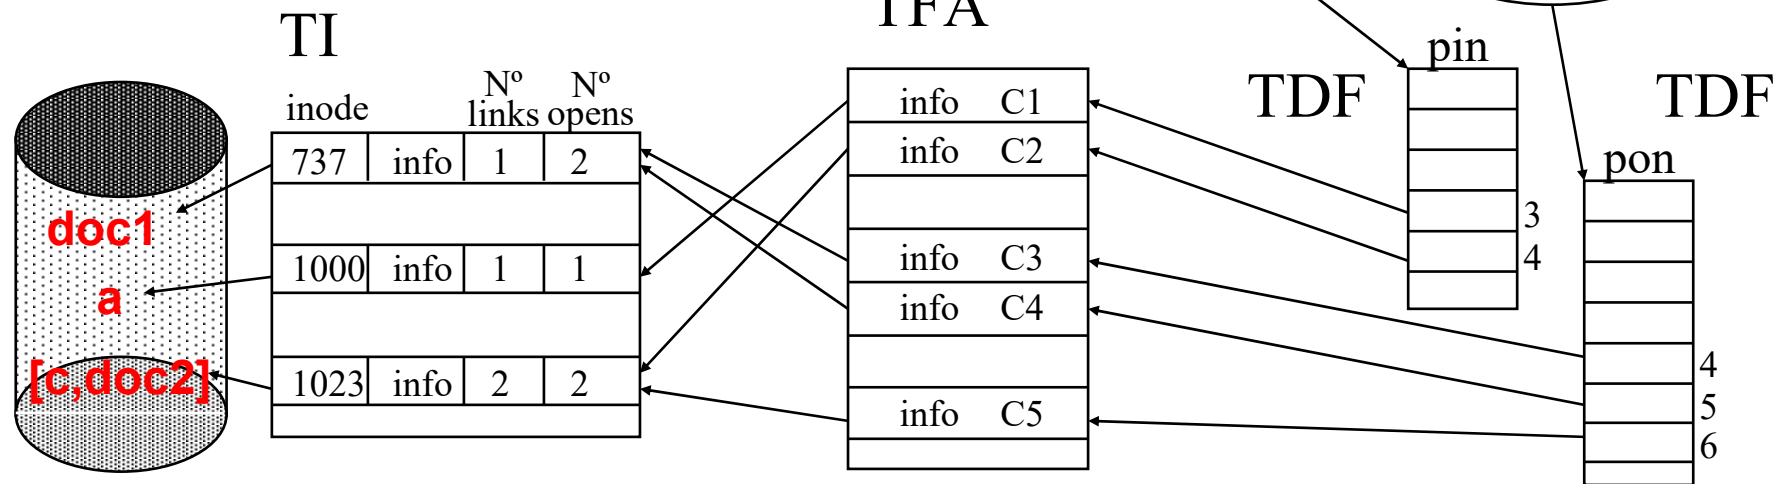 TFA
TI
pin
TDF
TDF
Nº
links
Nº
opens
inode
info C1
737 info 1 2
info C2
pon
doc1
3
info C3
4
1000 info 1 1
a
info C4
4
[c,doc2]
1023 info 2 2
5
info C5
6